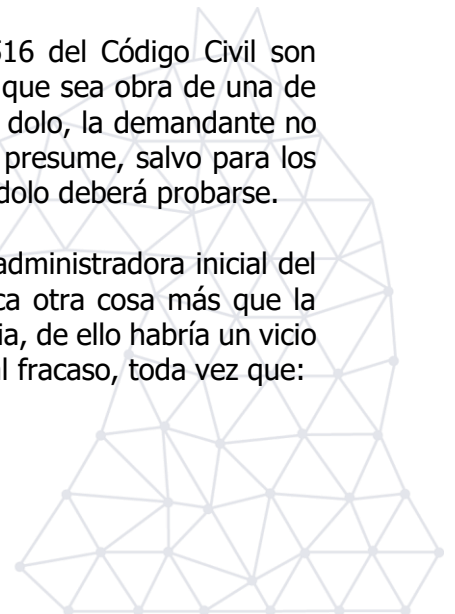 516 del Código Civil son
que sea obra de una de
dolo, la demandante no
presume, salvo para los
dolo deberá probarse.
administradora inicial del
ca otra cosa más que la
ia, de ello habría un vicio
al fracaso, toda vez que: